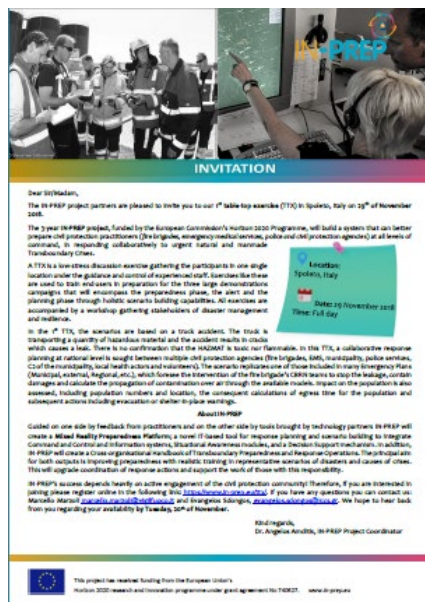 IN-PREP
INVITATION
Dear Sir/Madam,
The IN-PREP project partners are pleased to invite you to our 1st table-top exercise (TTX) in Spoleto, Italy on 29th of November
2018.
The 3-year IN-PREP project, funded by the European Commission's Horizon 2020 Programme, will build a system that can better
prepare civil protection practitioners (fire brigades, emergency medical services, police and civil protection agencies) at all levels of
command, in responding collaboratively to urgent natural and manmade
Transboundary Crises.
A TTX is a low-stress discussion exercise gathering the participants in one single
location under the guidance and control of experienced staff. Exercises like these
are used to train end-users in preparation for the three large demonstrations
campaigns that will encompass the preparedness phase, the alert and the
planning phase through holistic scenario building capabilities. All exercises are
accompanied by a workshop gathering stakeholders of disaster management
and resilience.
Location:
Spoleto, Italy
Date: 29 November 2018
Time: Full day
In the 1st TTX, the scenarios are based on a truck accident. The truck is
transporting a quantity of hazardous material and the accident results in cracks
which causes a leak. There is no confirmation that the HAZMAT is toxic nor flammable. In this TTX, a collaborative response
planning at national level is sought between multiple civil protection agencies (fire brigades, EMS, municipality, police services,
C2 of the municipality, local health actors and volunteers). The scenario replicates one of those included in many Emergency Plans
(Municipal, external, Regional, etc.), which foresee the intervention of the fire brigade's CBRN teams to stop the leakage, contain
damages and calculate the propagation of contamination over air through the available models. Impact on the population is also
assessed, including population numbers and location, the consequent calculations of egress time for the population and
subsequent actions including evacuation or shelter-in-place warnings.
About IN-PREP
Guided on one side by feedback from practitioners and on the other side by tools brought by technology partners IN-PREP will
create a Mixed Reality Preparedness Platform; a novel IT-based tool for response planning and scenario building to integrate
Command and Control and Information systems, Situational Awareness modules, and a Decision Support mechanism. In addition,
IN-PREP will create a Cross-organisational Handbook of Transboundary Preparedness and Response Operations. The principal aim
for both outputs is improving preparedness with realistic training in representative scenarios of disasters and causes of crises.
This will upgrade coordination of response actions and support the work of those with this responsibility.
IN-PREP's success depends heavily on active engagement of the civil protection community! Therefore, if you are interested in
joining please register online in the following link: If you have any questions you can contact us:
Marcello Marzoli and Evangelos Sdongos, We hope to hear back
from you regarding your availability by Tuesday, 20th of November.
Kind regards,
Dr. Angelos Amditis, IN-PREP Project Coordinator
This project has received funding from the European Union's
Horizon 2020 research and innovation programme under grant agreement No 740627. www.in-prep.eu